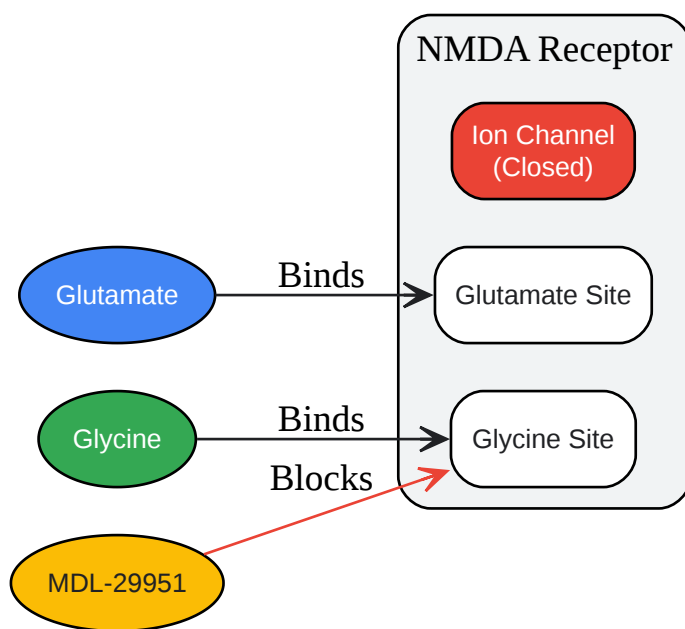 NMDA Receptor
Ion Channel
(Closed)
Glutamate
Binds
Glutamate Site
Glycine
Binds
Glycine Site
Blocks
MDL-29951